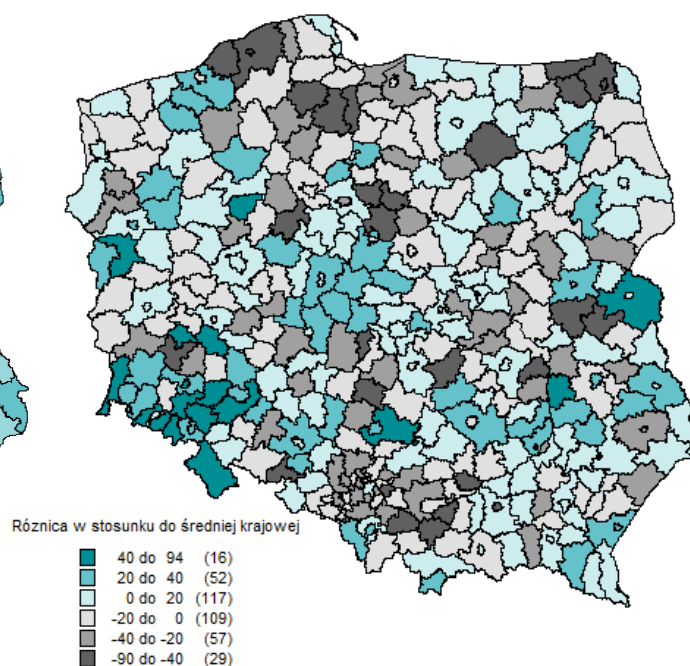 Róznica w stosunku do średniej krajowej
40 do 94 (16)
20 do 40 (52)
0 do 20 (117)
-20 do 0 (109)
-40 do -20 (57)
-90 do -40 (29)